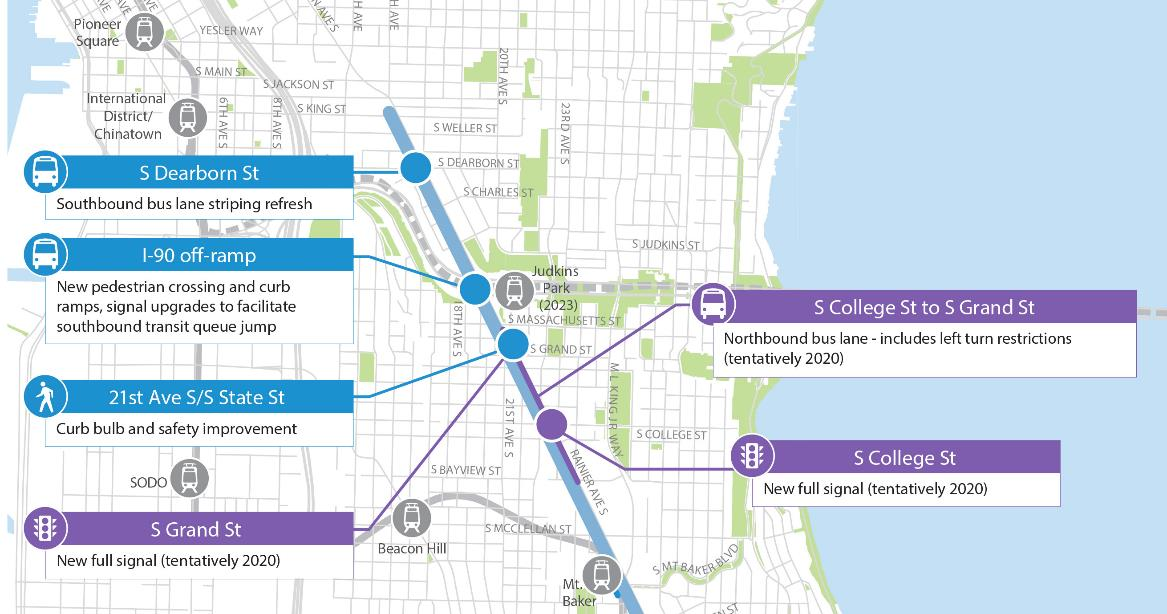 Pioneer
Square
YESLER WAY
AVE S
AVE S
AVE S
S MAIN ST
S JACKSON ST
S KING ST
20TH AVE S
International
District/
Chinatown
6TH AVE S
8TH AVE S
23RD AVE S
S WELLER ST
S DEARBORN ST
S Dearborn St
Southbound bus lane striping refresh
S CHARLES ST
S JUDKINS ST
I-90 off-ramp
New pedestrian crossing and curb
ramps, signal upgrades to facilitate
southbound transit queue jump
Judkins
Park
(2023)
18TH AVE S
S MASSACHUSETTS ST
S GRAND ST
S College St to S Grand St
Northbound bus lane - includes left turn restrictions
(tentatively 2020)
21st Ave S/S State St
Curb bulb and safety improvement
21ST AVE S
M L KING JR WAY
S COLLEGE ST
S College St
New full signal (tentatively 2020)
S BAYVIEW ST
RAINIER AVE S
SODO
S Grand St
New full signal (tentatively 2020)
S MCCLELLAN ST
Beacon Hill
S MT BAKER BLVD
Mt.
Baker